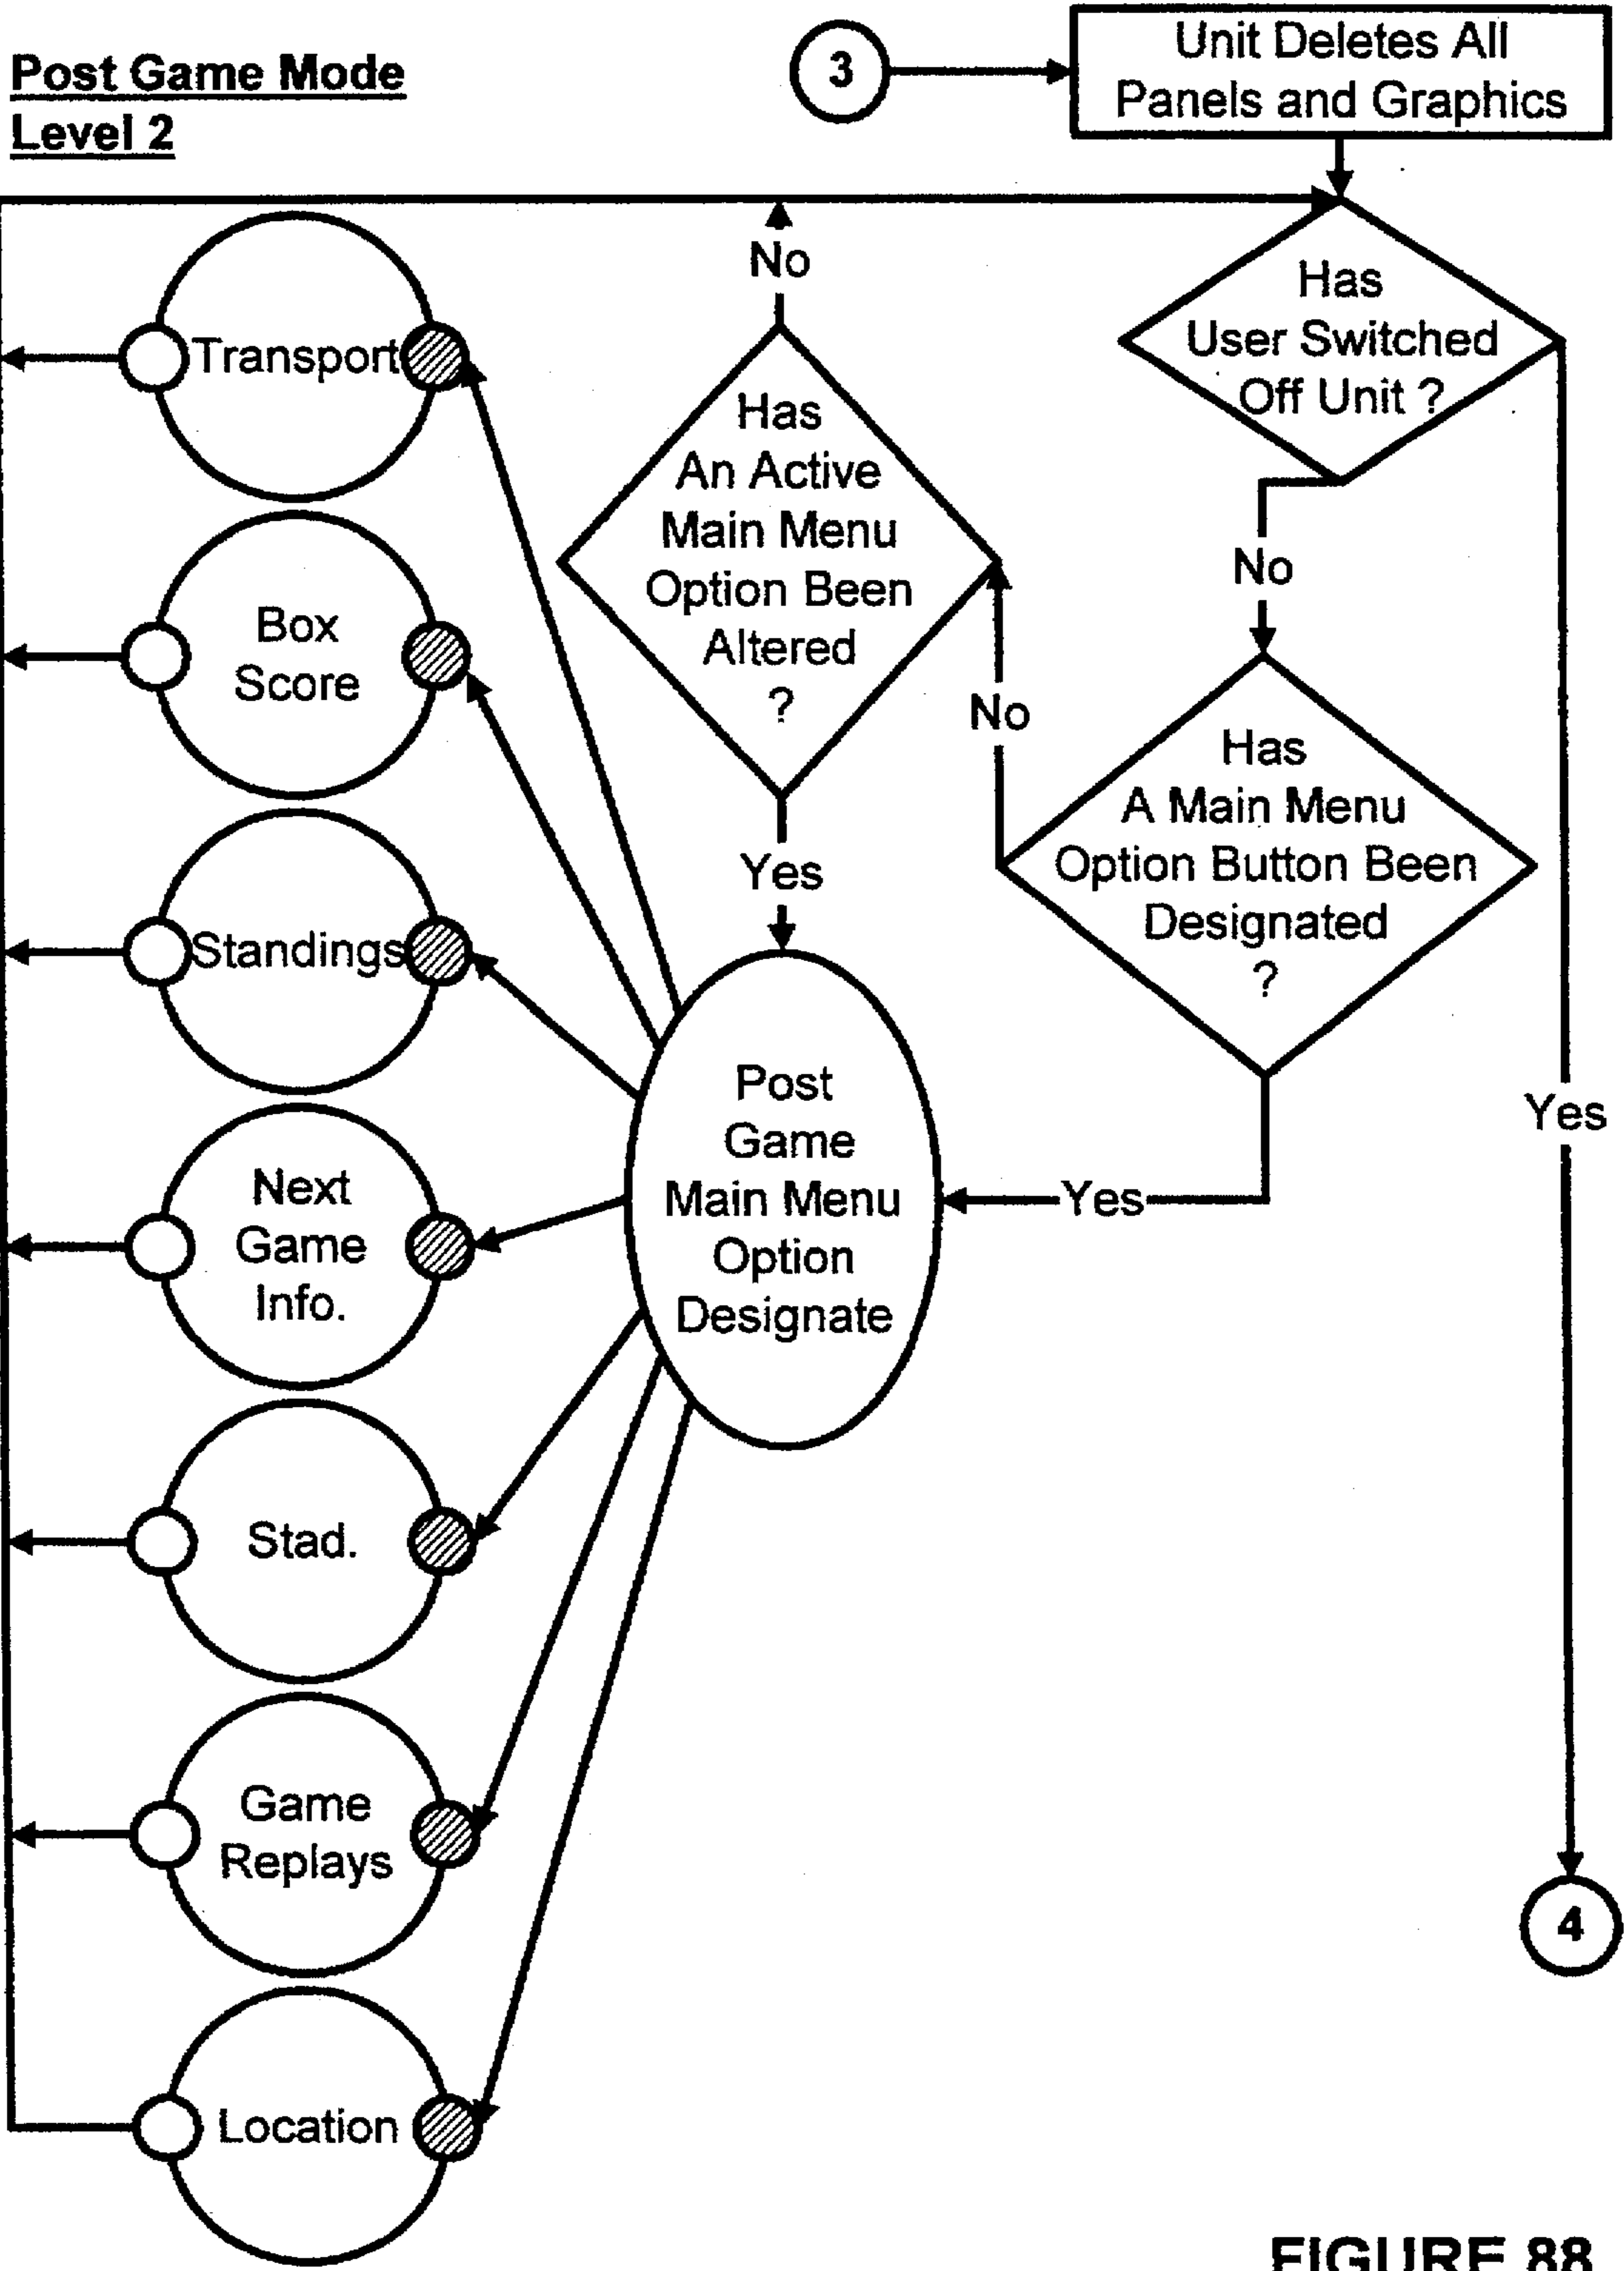 Post Game Mode
Level 2
3
Unit Deletes All
Panels and Graphics
Has
User Switched
Off Unit ?
No
Yes
Has
A Main Menu
Option Button Been
Designated
?
No
Yes
Has
An Active
Main Menu
Option Been
Altered
?
No
Yes
Post
Game
Main Menu
Option
Designate
Transport
Box
Score
Standings
Next
Game
Info.
Stad.
Game
Replays
Location
4
FIGURE 88